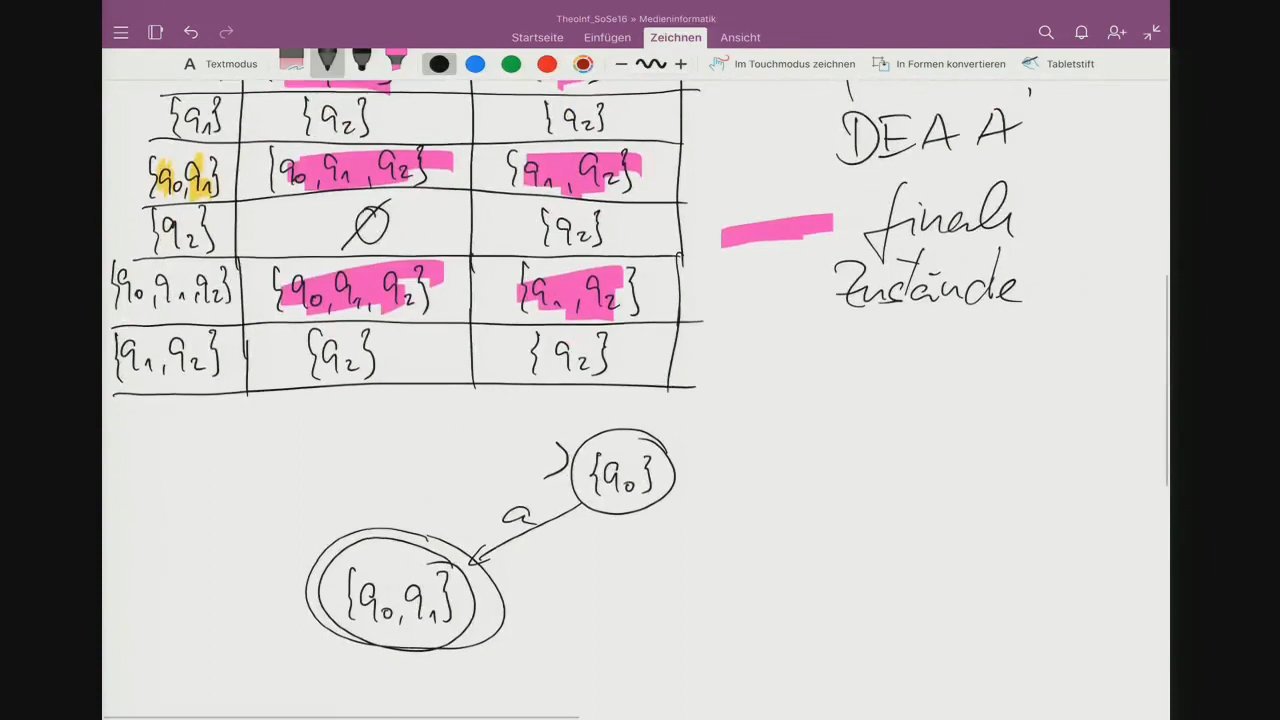 TheoInf_SoSe16 » Medieninformatik
Startseite Einfügen Zeichnen Ansicht
A Textmodus
Im Touchmodus zeichnen
In Formen konvertieren
Tabletstift
{q₁} {q₂} {q₂}
{q₀,q₁} {q₀,q₁,q₂} {q₁,q₂}
{q₂} ∅ {q₂}
{q₀,q₁,q₂} {q₀,q₁,q₂} {q₁,q₂}
{q₁,q₂} {q₂} {q₂}
DEA A'
finale
Zustände
{q₀}
a
{q₀,q₁}